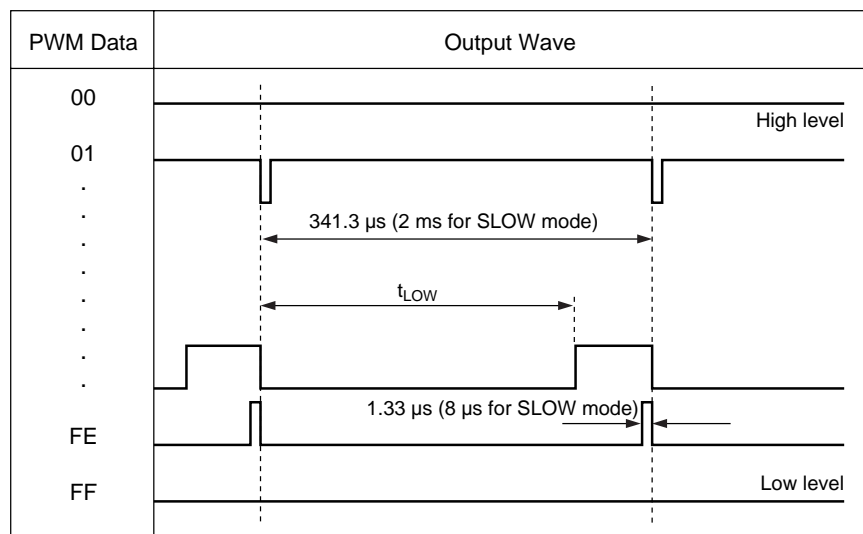 PWM Data
Output Wave
00
High level
01
.
.
.
.
.
.
.
.
341.3 µs (2 ms for SLOW mode)
tLOW
1.33 µs (8 µs for SLOW mode)
FE
FF
Low level